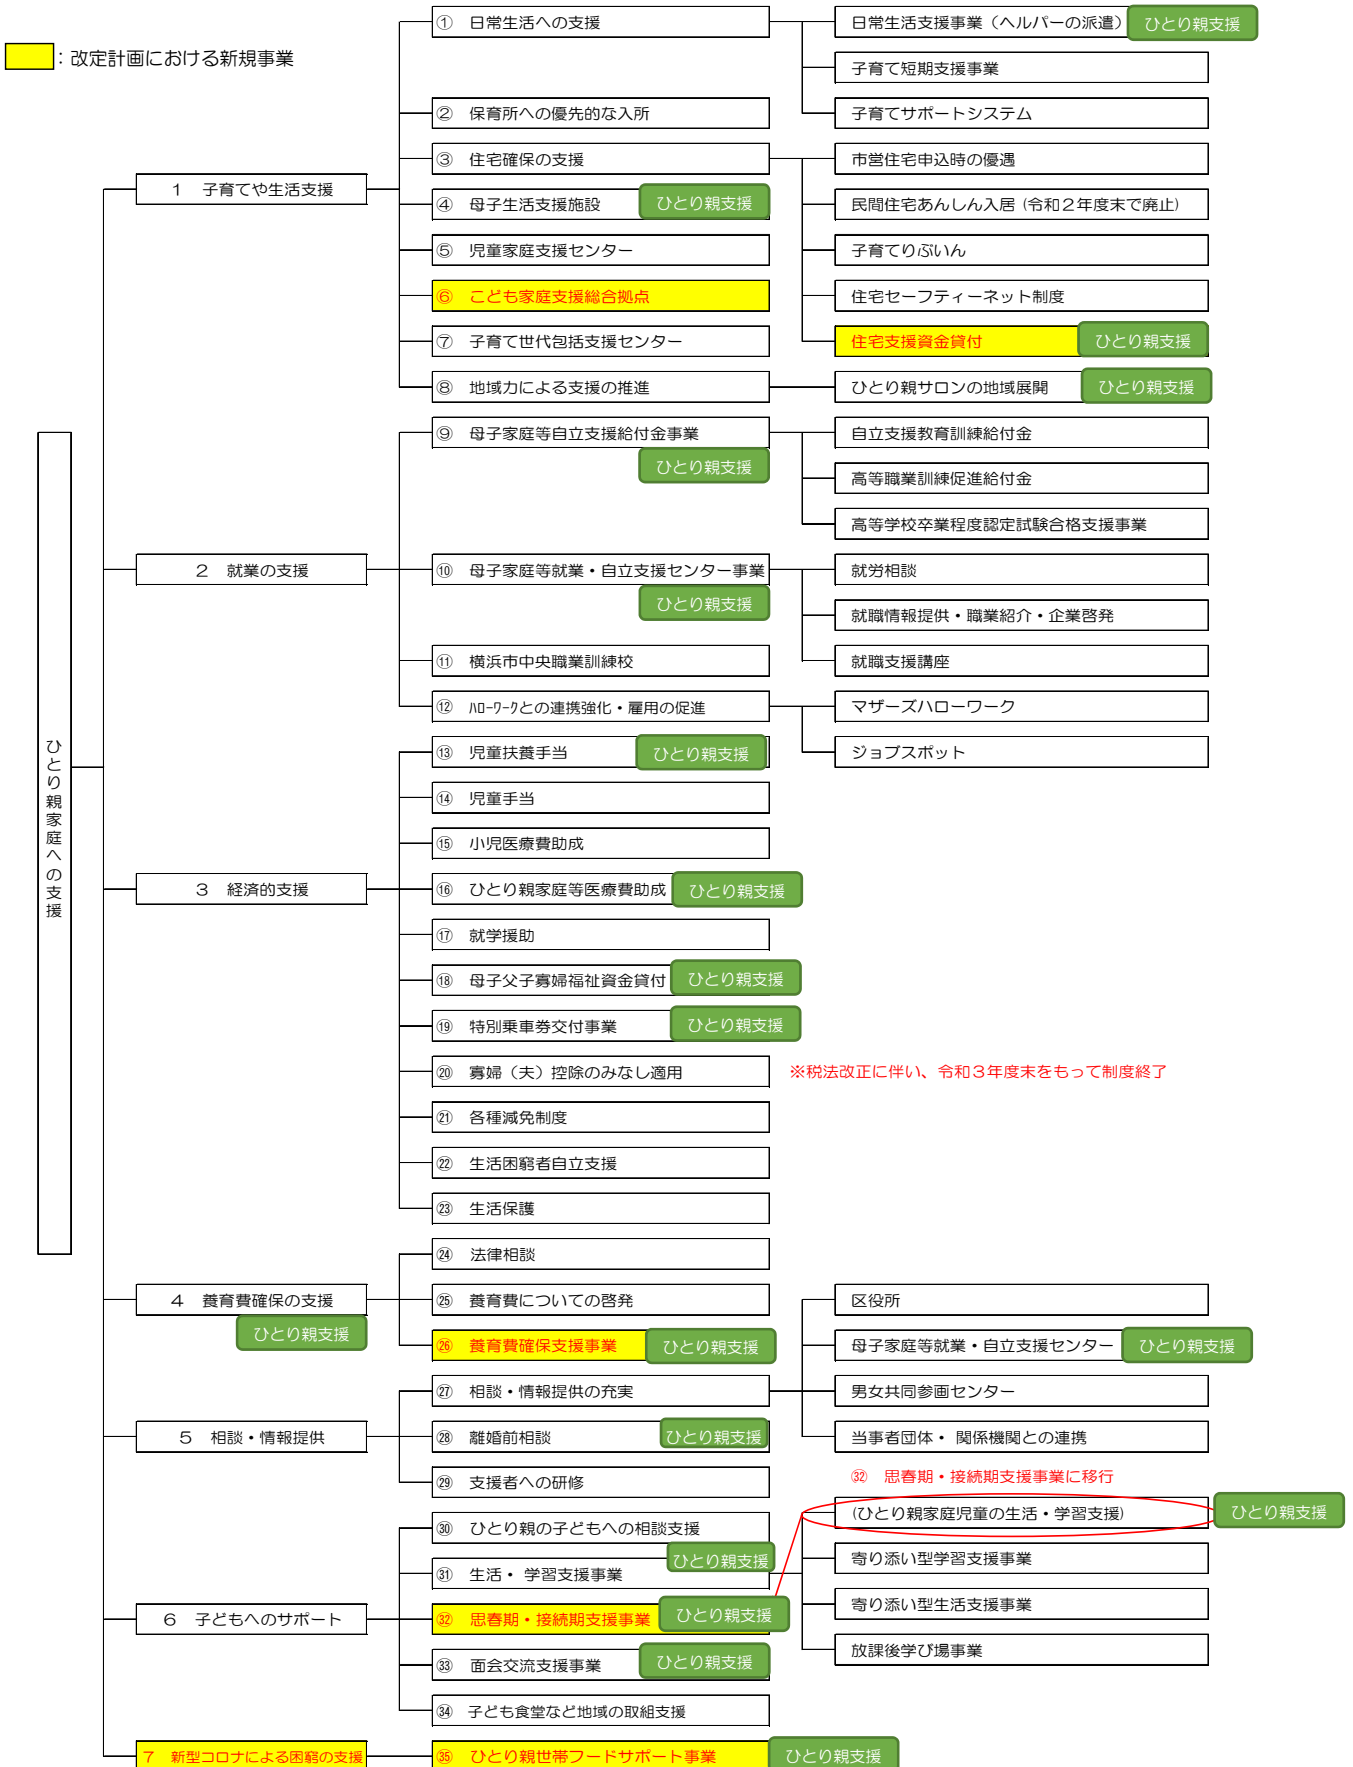 ：改定計画における新規事業
ひとり親家庭への支援
１　子育てや生活支援
①　日常生活への支援
日常生活支援事業（ヘルパーの派遣）
ひとり親支援
子育て短期支援事業
子育てサポートシステム
②　保育所への優先的な入所
③　住宅確保の支援
市営住宅申込時の優遇
民間住宅あんしん入居（令和２年度末で廃止）
子育てりぶいん
住宅セーフティーネット制度
住宅支援資金貸付
ひとり親支援
④　母子生活支援施設
ひとり親支援
⑤　児童家庭支援センター
⑥　こども家庭支援総合拠点
⑦　子育て世代包括支援センター
⑧　地域力による支援の推進
ひとり親サロンの地域展開
ひとり親支援
２　就業の支援
⑨　母子家庭等自立支援給付金事業
ひとり親支援
自立支援教育訓練給付金
高等職業訓練促進給付金
高等学校卒業程度認定試験合格支援事業
⑩　母子家庭等就業・自立支援センター事業
ひとり親支援
就労相談
就職情報提供・職業紹介・企業啓発
就職支援講座
⑪　横浜市中央職業訓練校
⑫　ﾊﾛｰﾜｰｸとの連携強化・雇用の促進
マザーズハローワーク
ジョブスポット
３　経済的支援
⑬　児童扶養手当
ひとり親支援
⑭　児童手当
⑮　小児医療費助成
⑯　ひとり親家庭等医療費助成
ひとり親支援
⑰　就学援助
⑱　母子父子寡婦福祉資金貸付
ひとり親支援
⑲　特別乗車券交付事業
ひとり親支援
⑳　寡婦（夫）控除のみなし適用
※税法改正に伴い、令和３年度末をもって制度終了
㉑　各種減免制度
㉒　生活困窮者自立支援
㉓　生活保護
４　養育費確保の支援
ひとり親支援
㉔　法律相談
㉕　養育費についての啓発
㉖　養育費確保支援事業
ひとり親支援
５　相談・情報提供
㉗　相談・情報提供の充実
区役所
母子家庭等就業・自立支援センター
ひとり親支援
男女共同参画センター
当事者団体・ 関係機関との連携
㉘　離婚前相談
ひとり親支援
㉙　支援者への研修
６　子どもへのサポート
㉚　ひとり親の子どもへの相談支援
㉛　生活・ 学習支援事業
ひとり親支援
㉜　思春期・接続期支援事業に移行
(ひとり親家庭児童の生活・学習支援)
ひとり親支援
寄り添い型学習支援事業
寄り添い型生活支援事業
放課後学び場事業
㉜　思春期・接続期支援事業
ひとり親支援
㉝　面会交流支援事業
ひとり親支援
㉞　子ども食堂など地域の取組支援
７　新型コロナによる困窮の支援
㉟　ひとり親世帯フードサポート事業
ひとり親支援